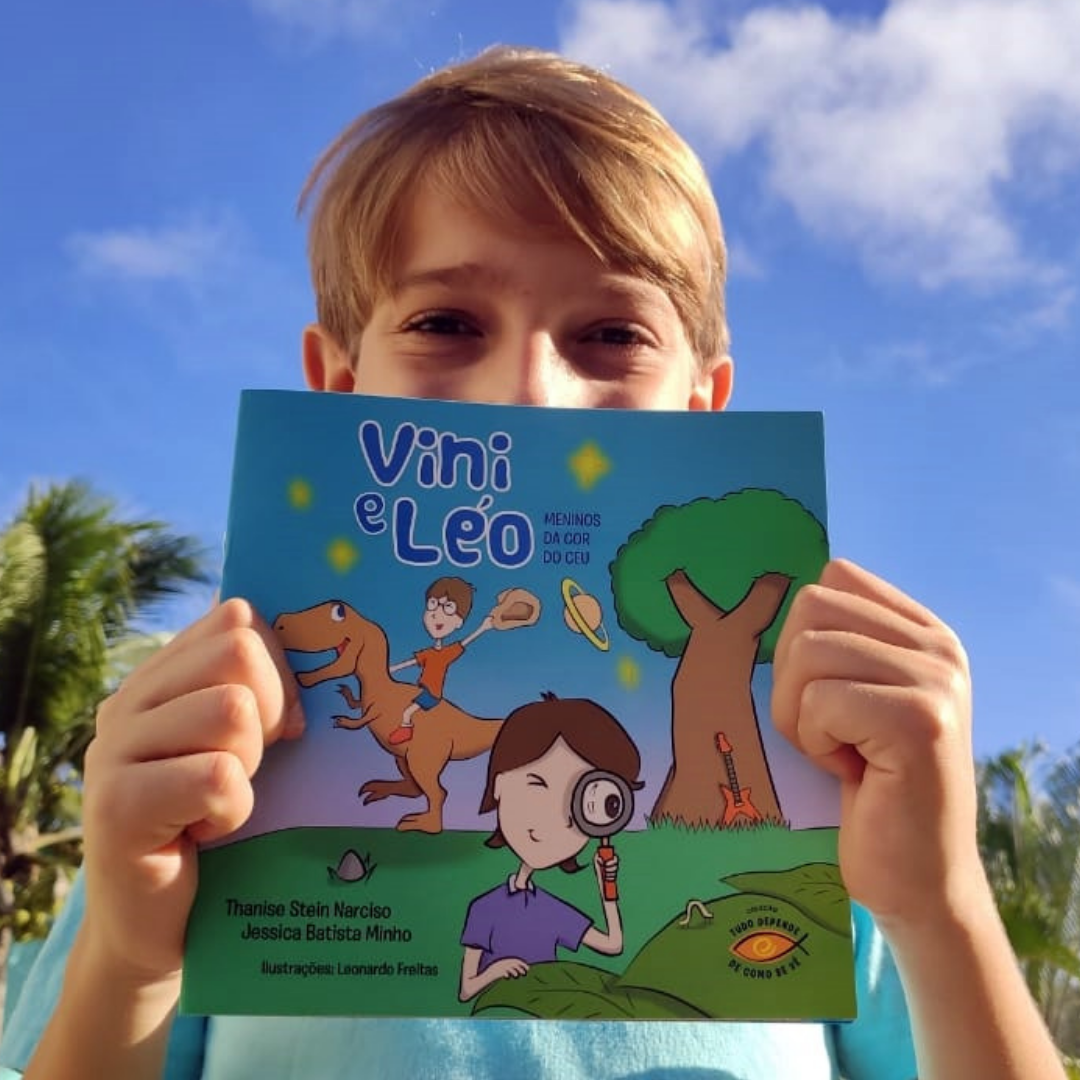 Vini
e Léo
MENINOS
DA COR
DO CÉU
Thanise Stein Narciso
Jessica Batista Minho
Ilustrações: Leonardo Freitas
COLEÇÃO
TUDO DEPENDE
DE COMO SE VÊ